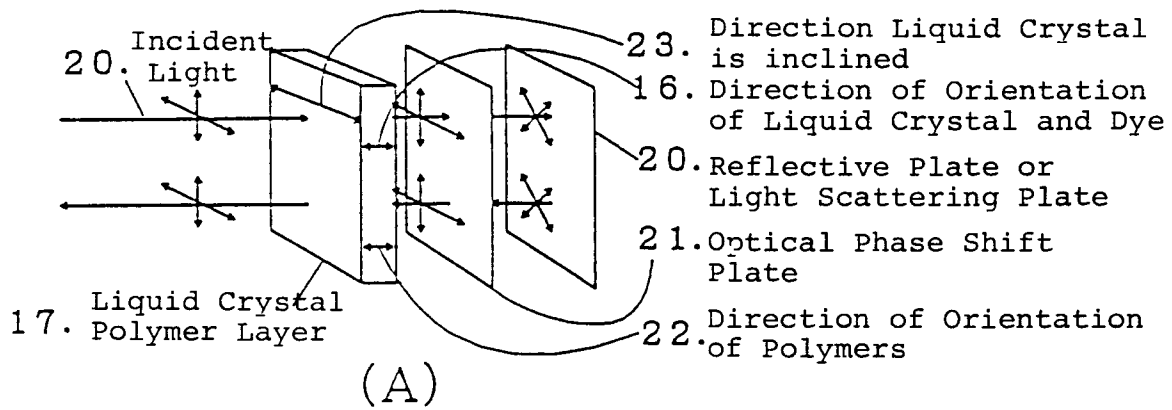 20. Incident
Light
23. Direction Liquid Crystal
is inclined
16. Direction of Orientation
of Liquid Crystal and Dye
20. Reflective Plate or
Light Scattering Plate
21. Optical Phase Shift
Plate
22. Direction of Orientation
of Polymers
17. Liquid Crystal
Polymer Layer
(A)